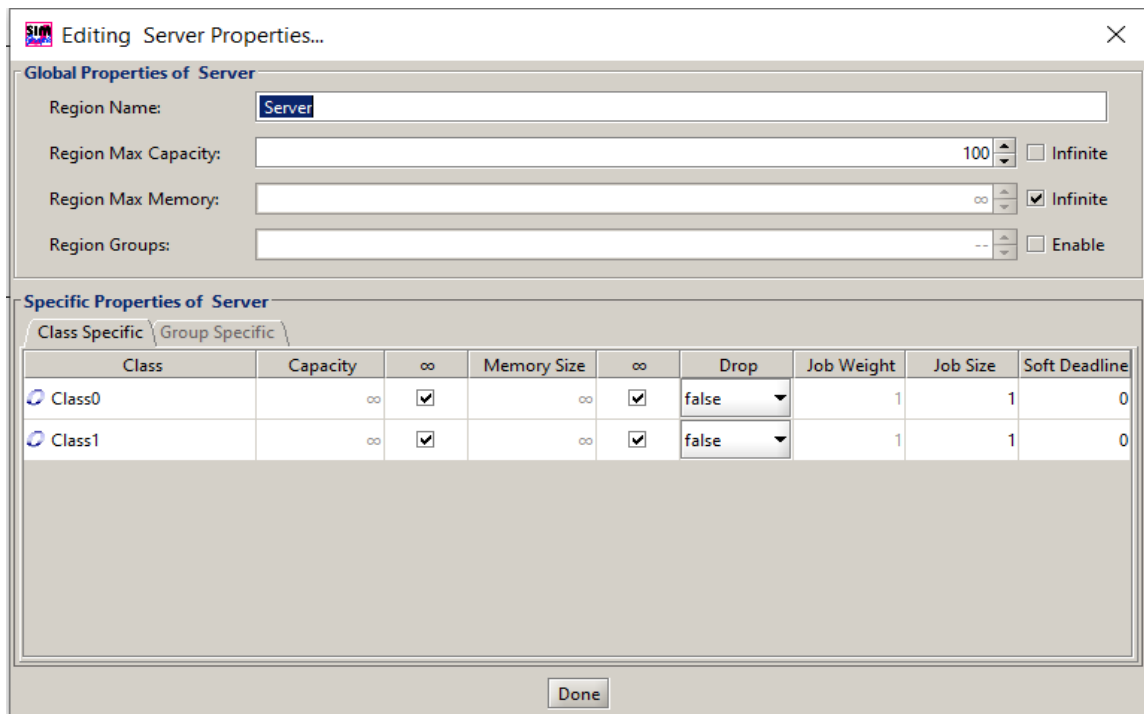 SIM Editing Server Properties...
Global Properties of Server
Region Name: Server
Region Max Capacity: 100 Infinite
Region Max Memory: ∞ Infinite
Region Groups: -- Enable
Specific Properties of Server
Class Specific Group Specific
Class Capacity ∞ Memory Size ∞ Drop Job Weight Job Size Soft Deadline
Class0 ∞ ∞ false 1 1 0
Class1 ∞ ∞ false 1 1 0
Done